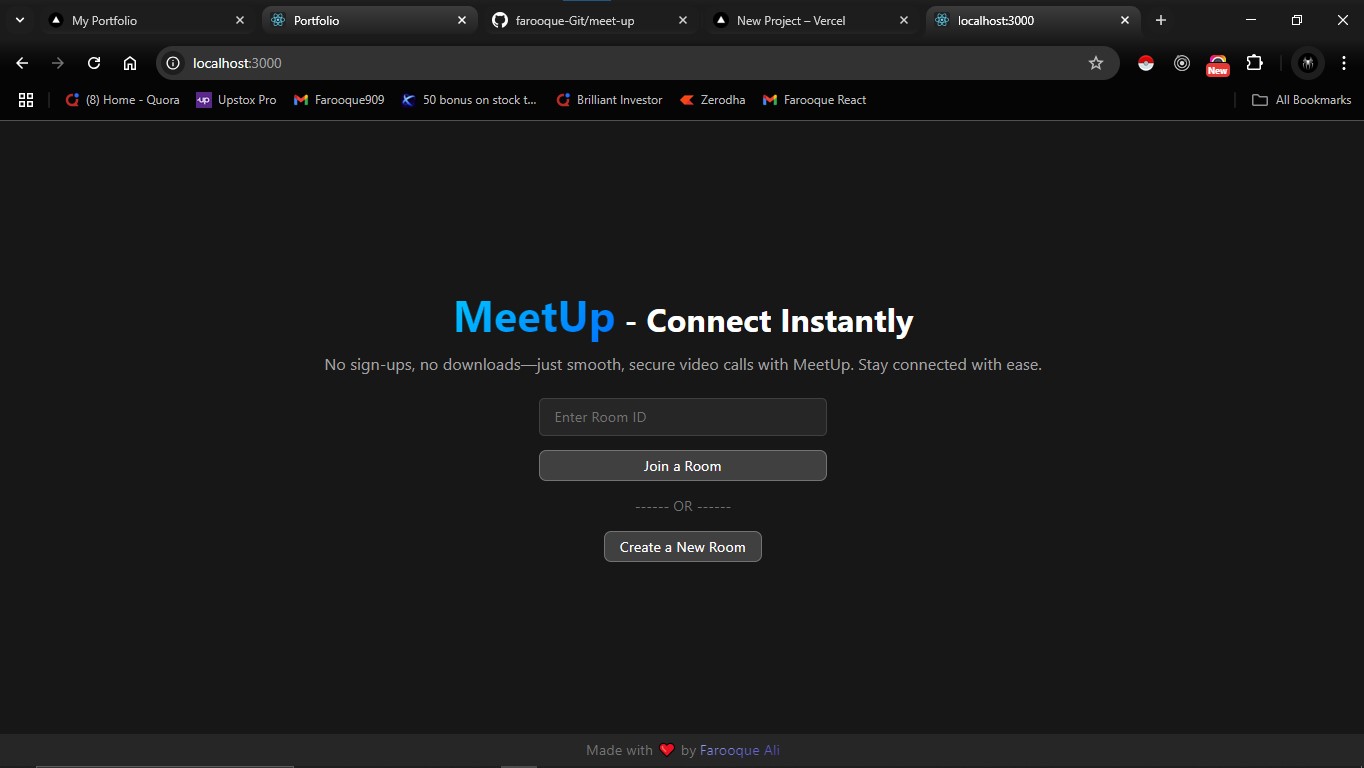 My Portfolio
Portfolio
farooque-Git/meet-up
New Project – Vercel
localhost:3000
localhost:3000
New
(8) Home - Quora
up Upstox Pro
Farooque909
50 bonus on stock t...
Brilliant Investor
Zerodha
Farooque React
All Bookmarks
MeetUp - Connect Instantly
No sign-ups, no downloads—just smooth, secure video calls with MeetUp. Stay connected with ease.
Enter Room ID
Join a Room
------ OR ------
Create a New Room
Made with ❤️ by Farooque Ali